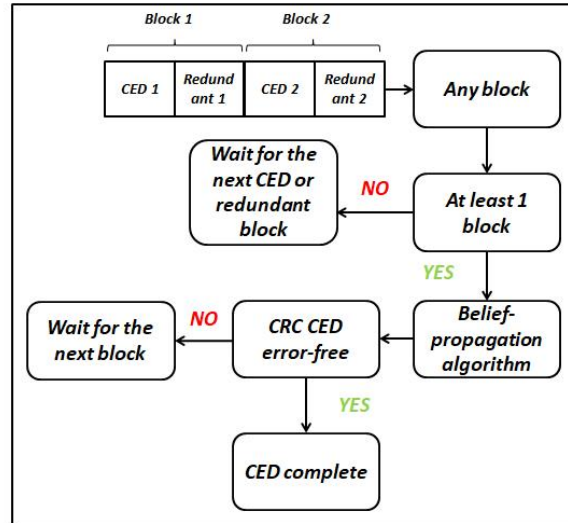 Block 1 Block 2
CED 1 Redund CED 2 Redund
ant 1 ant 2
Any block
Wait for the
next CED or
redundant
block
NO
At least 1
block
YES
Wait for the
next block
NO
CRC CED
error-free
Belief-
propagation
algorithm
YES
CED complete